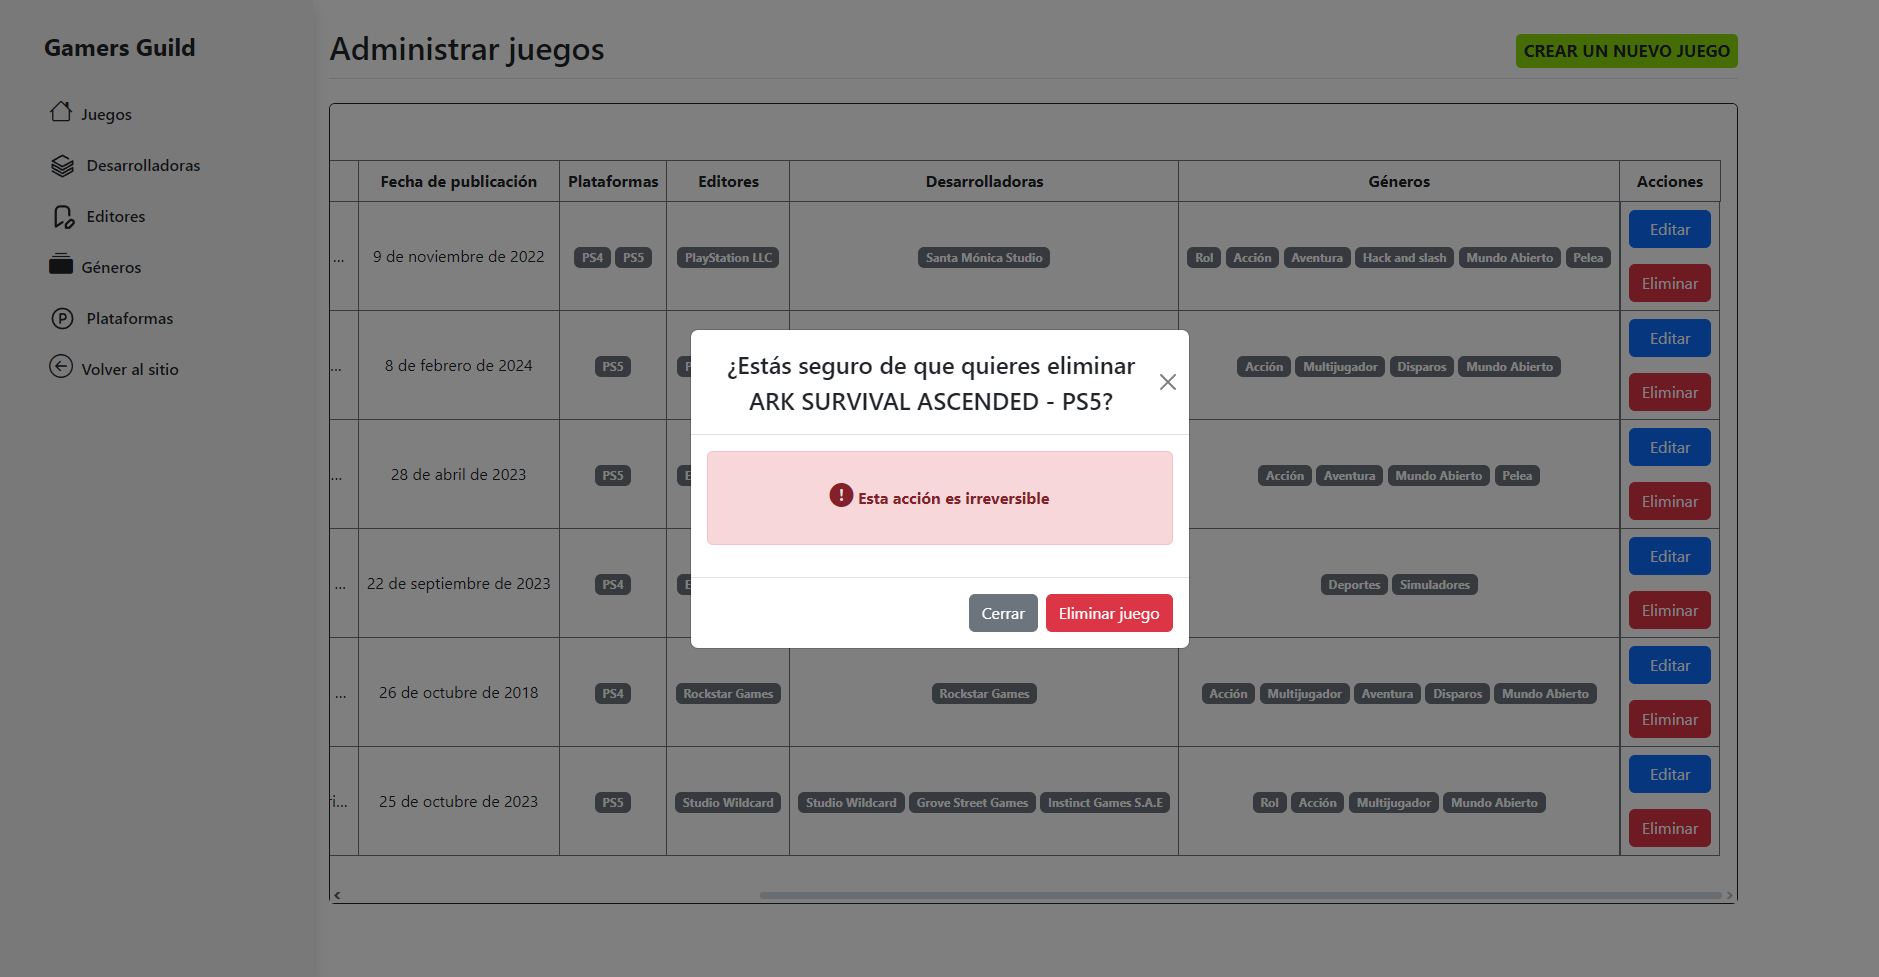 Gamers Guild
Juegos
Desarrolladoras
Editores
Géneros
Plataformas
Volver al sitio
Administrar juegos
CREAR UN NUEVO JUEGO
Fecha de publicación Plataformas Editores Desarrolladoras Géneros Acciones
... 9 de noviembre de 2022 PS4 PS5 PlayStation LLC Santa Mónica Studio Rol Acción Aventura Hack and slash Mundo Abierto Pelea Editar
Eliminar
... 8 de febrero de 2024 PS5 Acción Multijugador Disparos Mundo Abierto Editar
Eliminar
... 28 de abril de 2023 PS5 Acción Aventura Mundo Abierto Pelea Editar
Eliminar
... 22 de septiembre de 2023 PS4 Deportes Simuladores Editar
Eliminar
... 26 de octubre de 2018 PS4 Rockstar Games Rockstar Games Acción Multijugador Aventura Disparos Mundo Abierto Editar
Eliminar
... 25 de octubre de 2023 PS5 Studio Wildcard Studio Wildcard Grove Street Games Instinct Games S.A.E Rol Acción Multijugador Mundo Abierto Editar
Eliminar
¿Estás seguro de que quieres eliminar
ARK SURVIVAL ASCENDED - PS5?
Esta acción es irreversible
Cerrar Eliminar juego